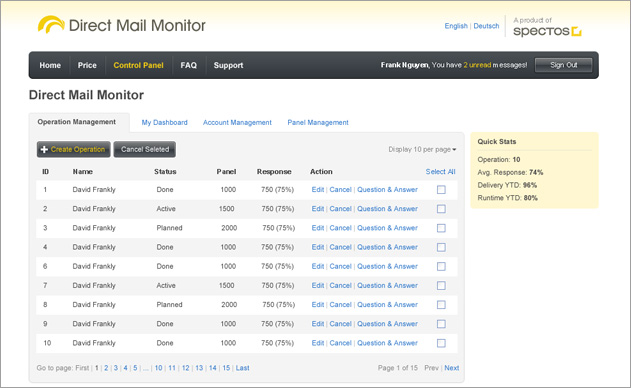 Direct Mail Monitor
English | Deutsch
A product of
spectos
Home Price Control Panel FAQ Support
Frank Nguyen, You have 2 unread messages! Sign Out
Direct Mail Monitor
Operation Management My Dashboard Account Management Panel Management
Create Operation Cancel Seleted Display 10 per page
ID Name Status Panel Response Action Select All
1 David Frankly Done 1000 750 (75%) Edit | Cancel | Question & Answer
2 David Frankly Active 1500 750 (75%) Edit | Cancel | Question & Answer
3 David Frankly Planned 2000 750 (75%) Edit | Cancel | Question & Answer
4 David Frankly Done 1000 750 (75%) Edit | Cancel | Question & Answer
6 David Frankly Done 1000 750 (75%) Edit | Cancel | Question & Answer
7 David Frankly Active 1500 750 (75%) Edit | Cancel | Question & Answer
8 David Frankly Planned 2000 750 (75%) Edit | Cancel | Question & Answer
9 David Frankly Done 1000 750 (75%) Edit | Cancel | Question & Answer
10 David Frankly Done 1000 750 (75%) Edit | Cancel | Question & Answer
Go to page: First | 1 | 2 | 3 | 4 | 5 | ... | 10 | 11 | 12 | 13 | 14 | 15 | Last
Page 1 of 15 Prev | Next
Quick Stats
Operation: 10
Avg. Response: 74%
Delivery YTD: 96%
Runtime YTD: 80%